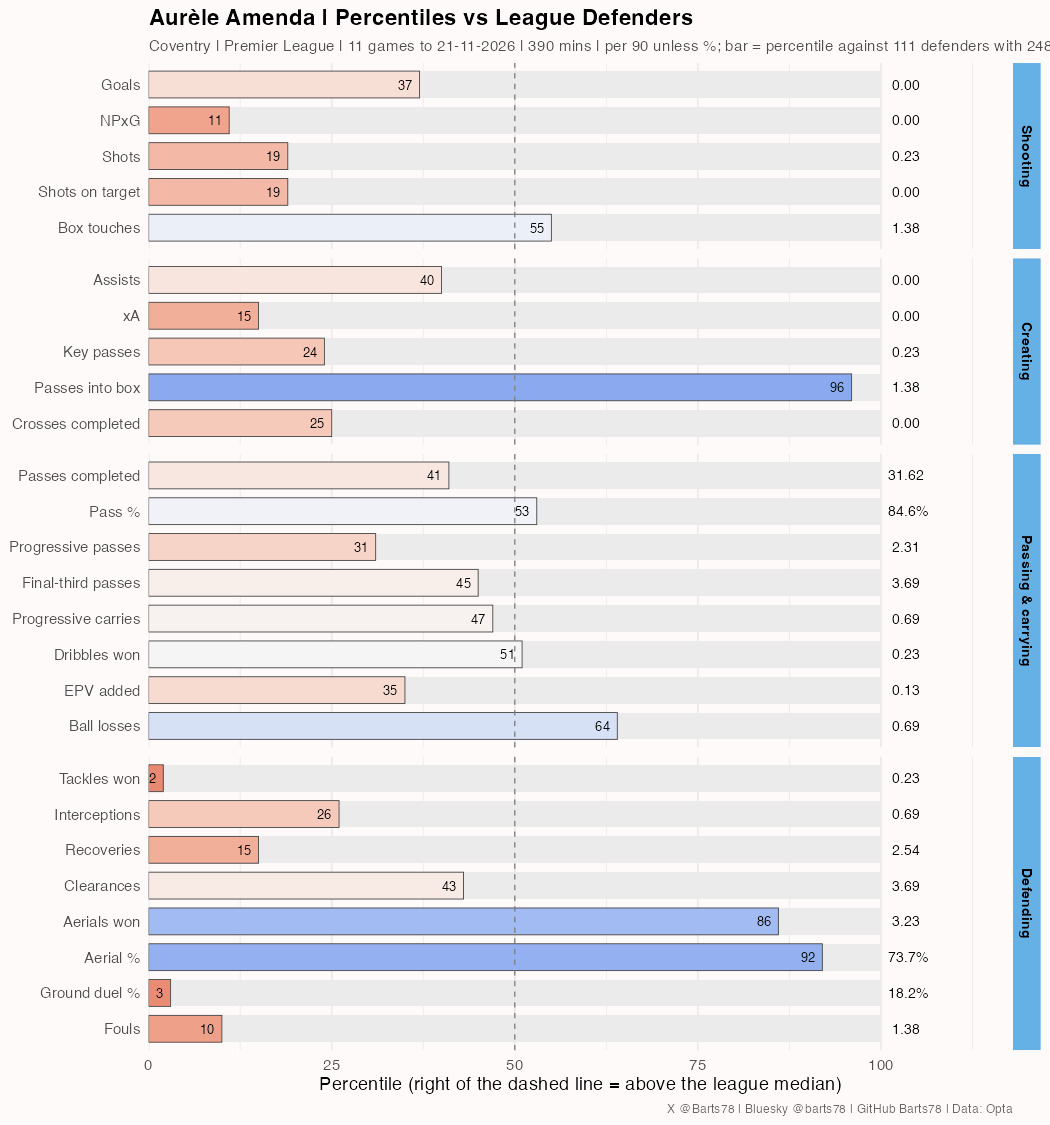 Aurèle Amenda | Percentiles vs League Defenders
Coventry | Premier League | 11 games to 21-11-2026 | 390 mins | per 90 unless %; bar = percentile against 111 defenders with 248
Shooting
Goals 37 0.00
NPxG 11 0.00
Shots 19 0.23
Shots on target 19 0.00
Box touches 55 1.38
Creating
Assists 40 0.00
xA 15 0.00
Key passes 24 0.23
Passes into box 96 1.38
Crosses completed 25 0.00
Passing & carrying
Passes completed 41 31.62
Pass % 53 84.6%
Progressive passes 31 2.31
Final-third passes 45 3.69
Progressive carries 47 0.69
Dribbles won 51 0.23
EPV added 35 0.13
Ball losses 64 0.69
Defending
Tackles won 2 0.23
Interceptions 26 0.69
Recoveries 15 2.54
Clearances 43 3.69
Aerials won 86 3.23
Aerial % 92 73.7%
Ground duel % 3 18.2%
Fouls 10 1.38
0 25 50 75 100
Percentile (right of the dashed line = above the league median)
X @Barts78 | Bluesky @barts78 | GitHub Barts78 | Data: Opta